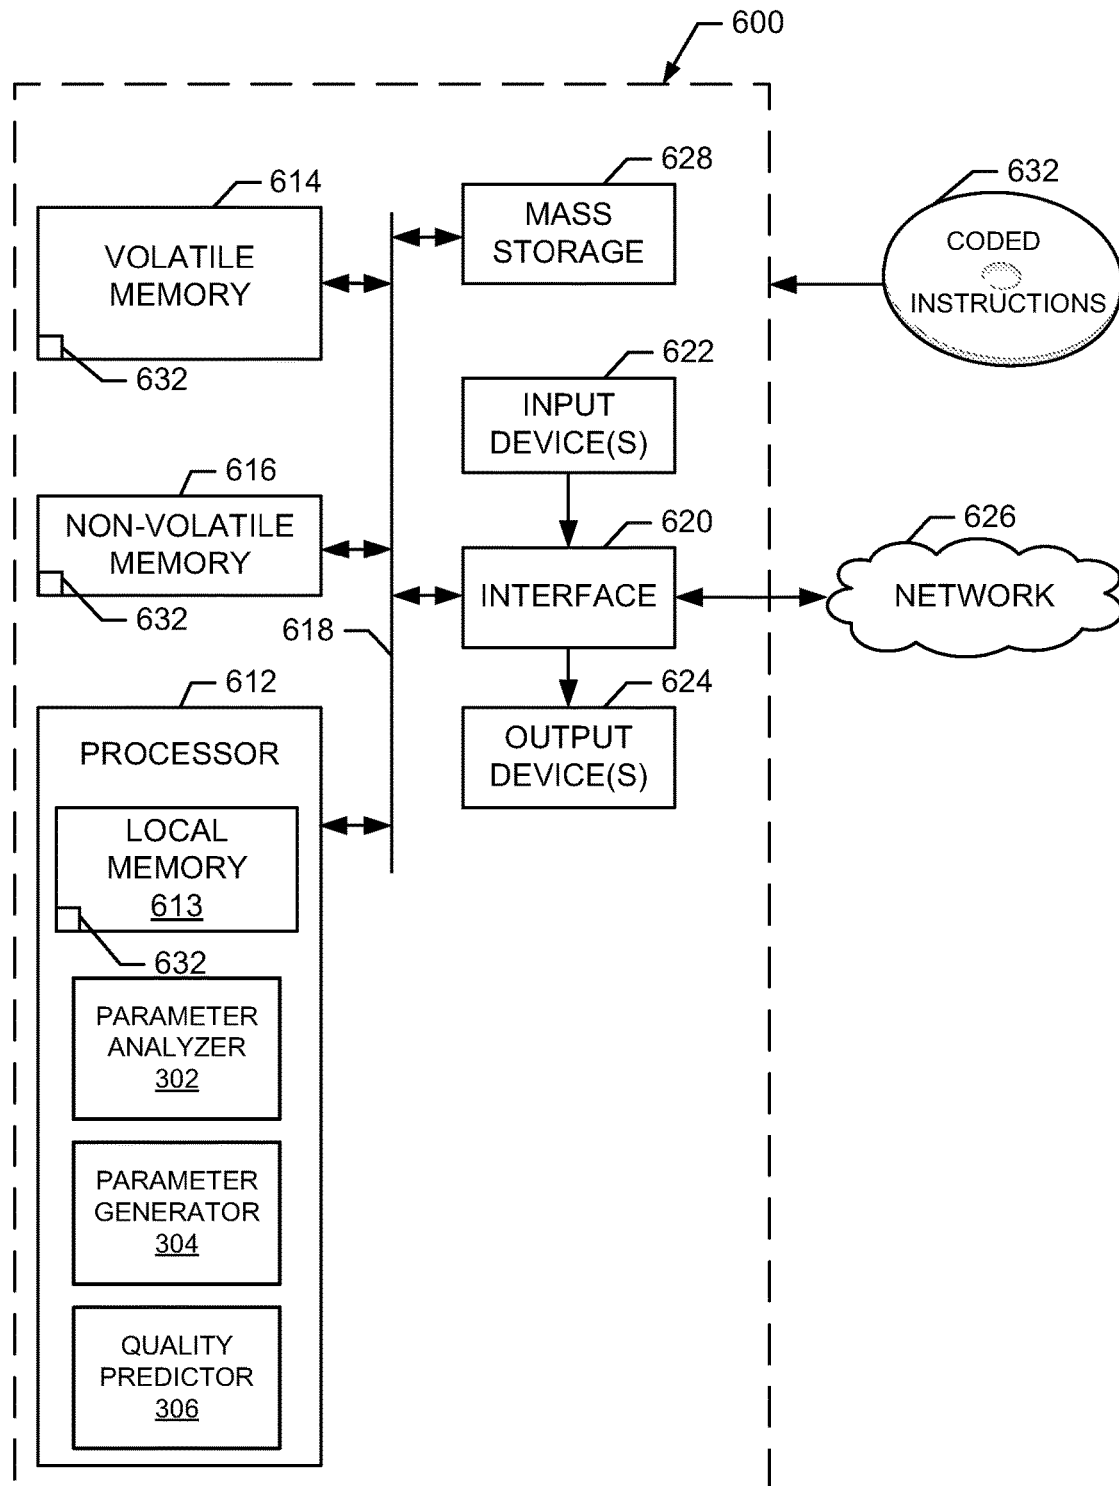 600
614
VOLATILE
MEMORY
632
628
MASS
STORAGE
632
CODED
INSTRUCTIONS
622
INPUT
DEVICE(S)
616
NON-VOLATILE
MEMORY
632
618
620
INTERFACE
626
NETWORK
624
OUTPUT
DEVICE(S)
612
PROCESSOR
LOCAL
MEMORY
613
632
PARAMETER
ANALYZER
302
PARAMETER
GENERATOR
304
QUALITY
PREDICTOR
306